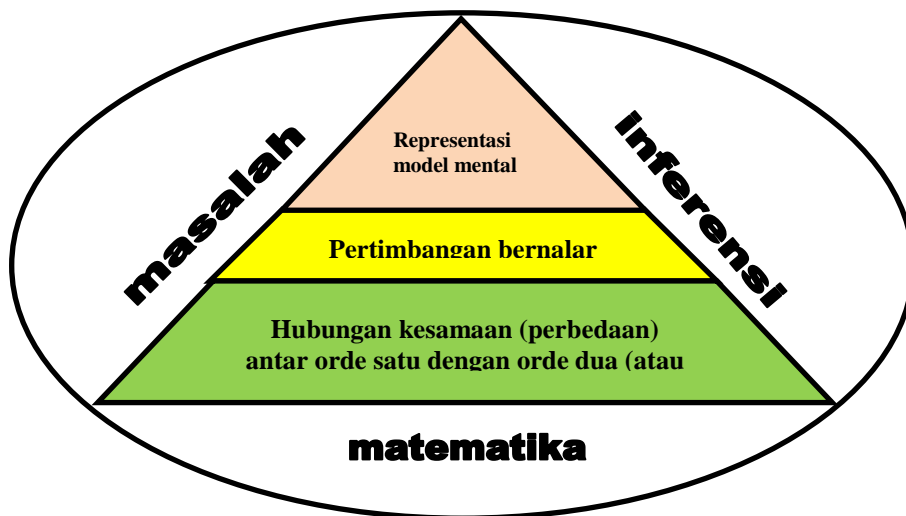 masalah
inferensi
Representasi
model mental
Pertimbangan bernalar
Hubungan kesamaan (perbedaan)
antar orde satu dengan orde dua (atau
matematika